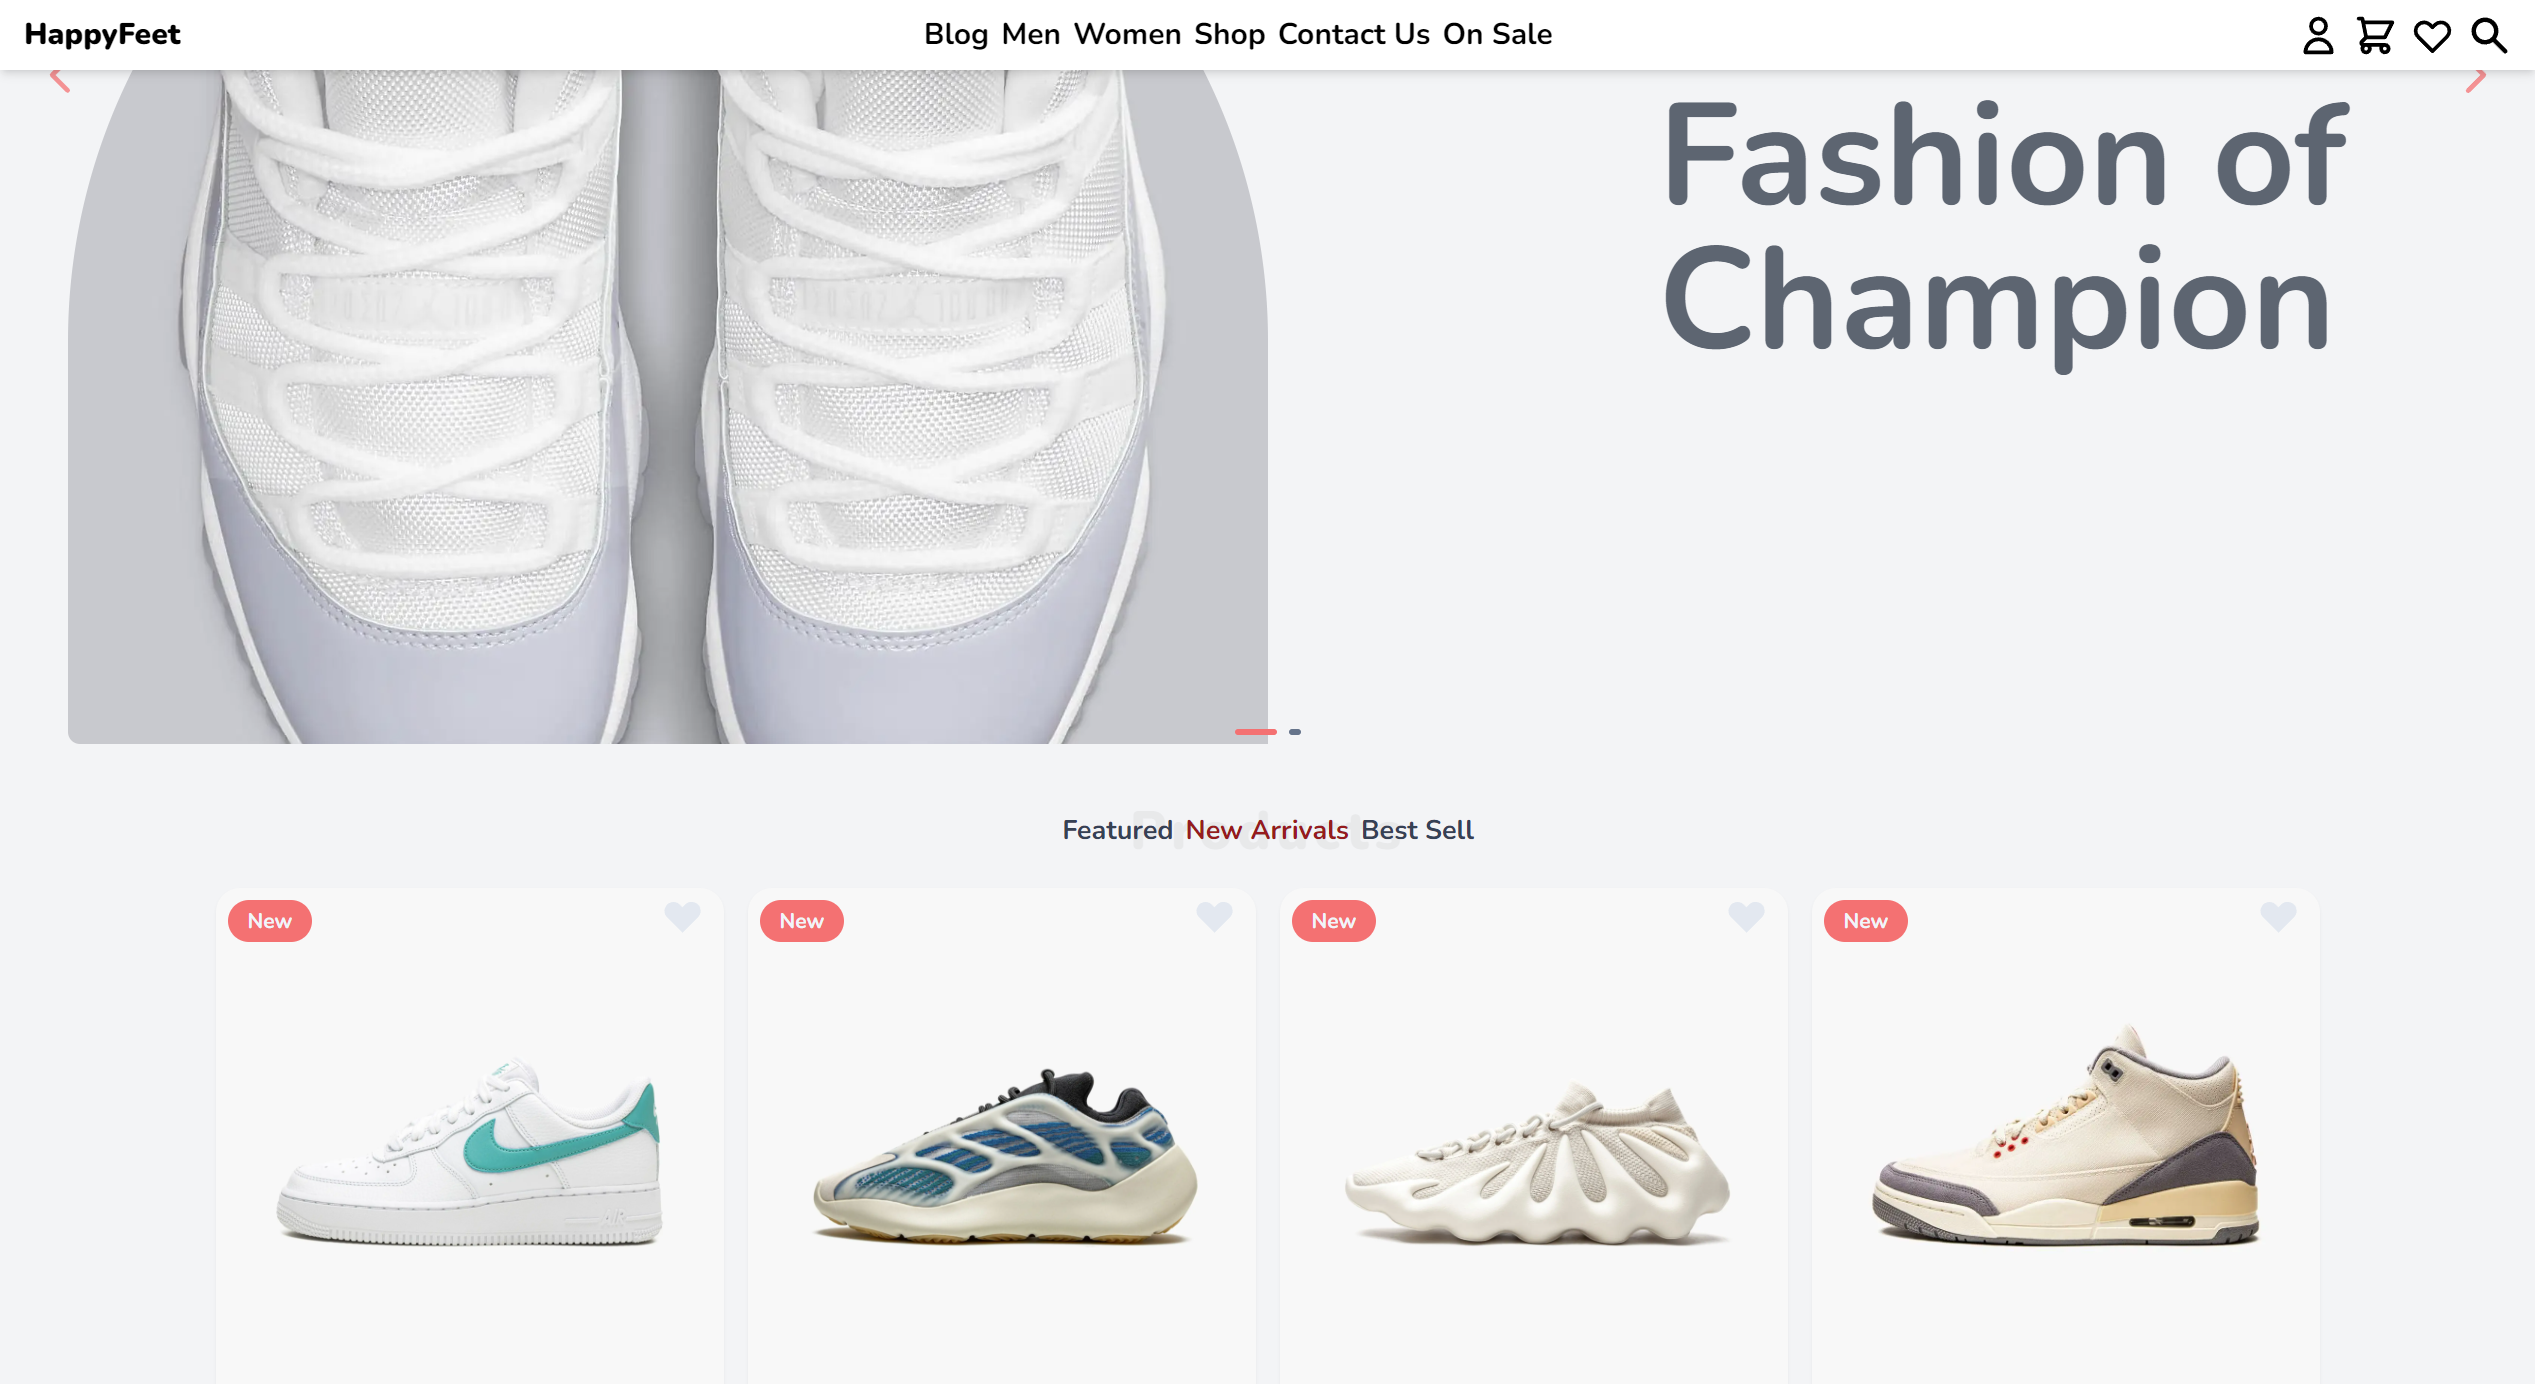 HappyFeet
Blog Men Women Shop Contact Us On Sale
Fashion of
Champion
Products
Featured New Arrivals Best Sell
New
New
New
New